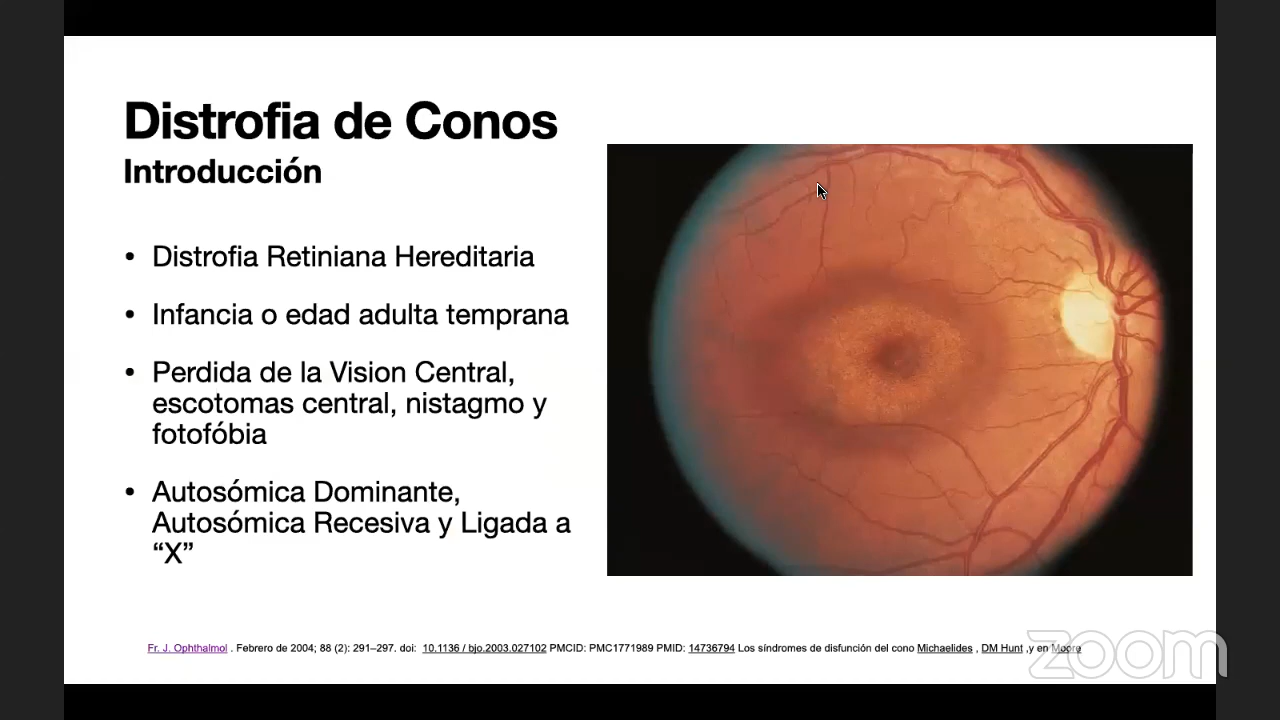 Distrofia de Conos
Introducción
• Distrofia Retiniana Hereditaria
• Infancia o edad adulta temprana
• Perdida de la Vision Central,
escotomas central, nistagmo y
fotofóbia
• Autosómica Dominante,
Autosómica Recesiva y Ligada a
“X”
Fr. J. Ophthalmol . Febrero de 2004; 88 (2): 291–297. doi: 10.1136 / bjo.2003.027102 PMCID: PMC1771989 PMID: 14736794 Los síndromes de disfunción del cono Michaelides , DM Hunt ,y en Moore
zoom